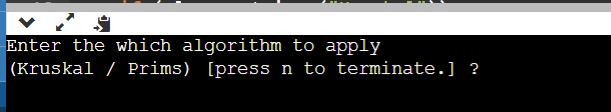 Enter the which algorithm to apply
(Kruskal / Prims) [press n to terminate.] ?